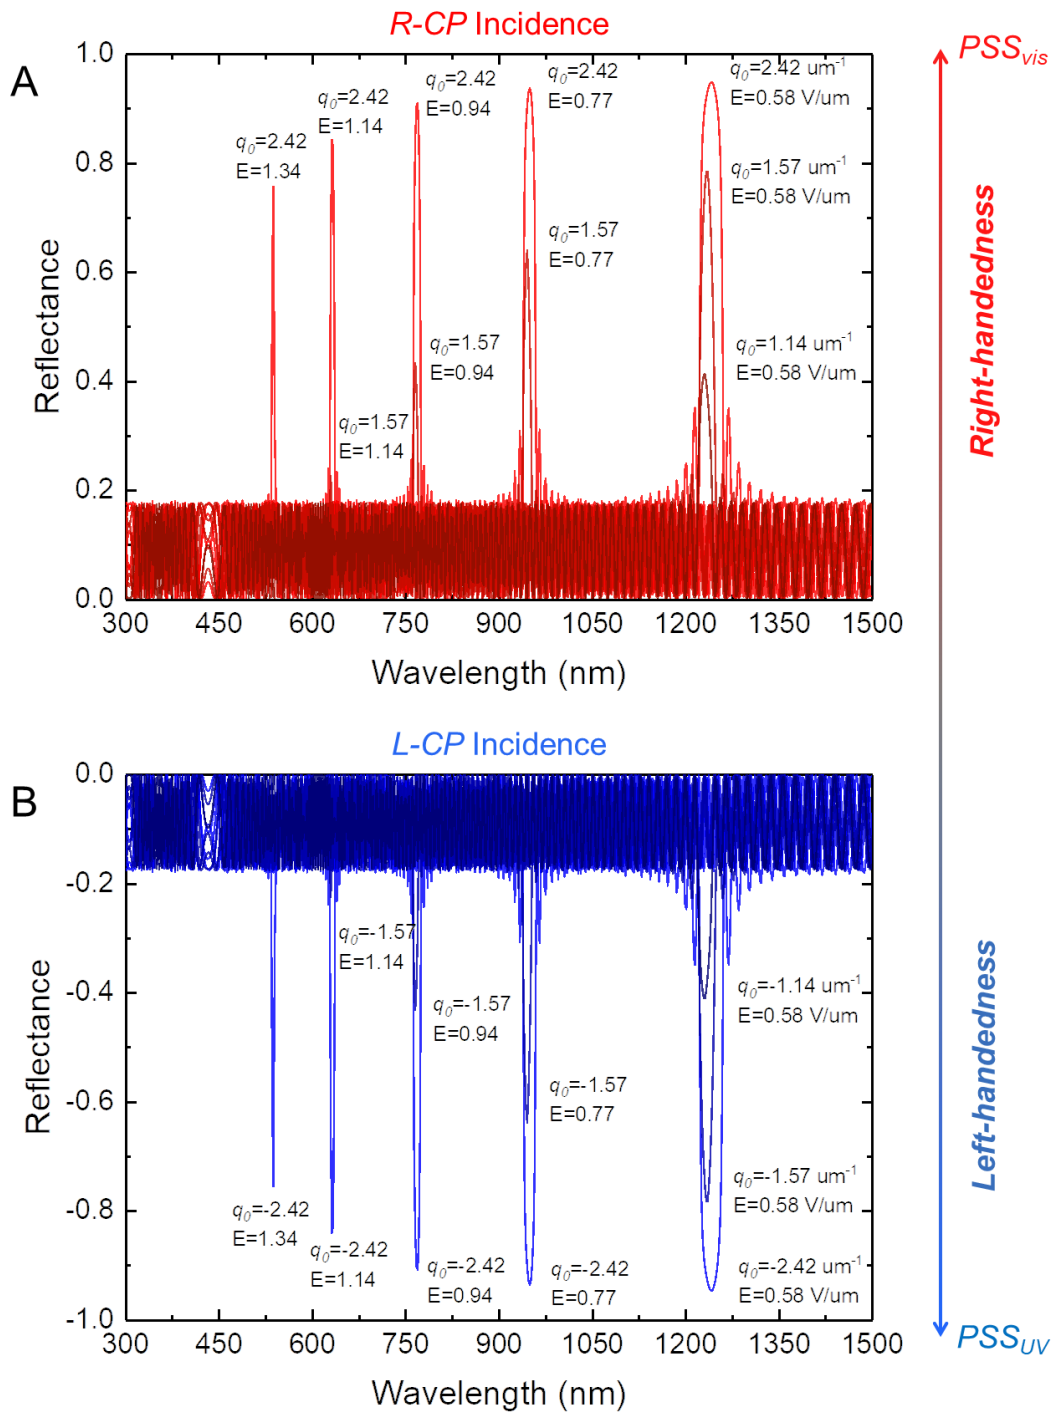 R-CP Incidence
PSSvis
A
q0=2.42
E=1.34
q0=2.42
E=1.14
q0=2.42
E=0.94
q0=2.42
E=0.77
q0=2.42 um-1
E=0.58 V/um
q0=1.57 um-1
E=0.58 V/um
q0=1.57
E=0.77
q0=1.57
E=0.94
q0=1.14 um-1
E=0.58 V/um
q0=1.57
E=1.14
1.0
0.8
0.6
0.4
0.2
0.0
Reflectance
300 450 600 750 900 1050 1200 1350 1500
Wavelength (nm)
Right-handedness
L-CP Incidence
B
0.0
-0.2
-0.4
-0.6
-0.8
-1.0
Reflectance
q0=-1.57
E=1.14
q0=-1.57
E=0.94
q0=-1.14 um-1
E=0.58 V/um
q0=-1.57
E=0.77
q0=-1.57 um-1
E=0.58 V/um
q0=-2.42
E=1.34
q0=-2.42
E=1.14
q0=-2.42
E=0.94
q0=-2.42
E=0.77
q0=-2.42 um-1
E=0.58 V/um
300 450 600 750 900 1050 1200 1350 1500
Wavelength (nm)
Left-handedness
PSSUV